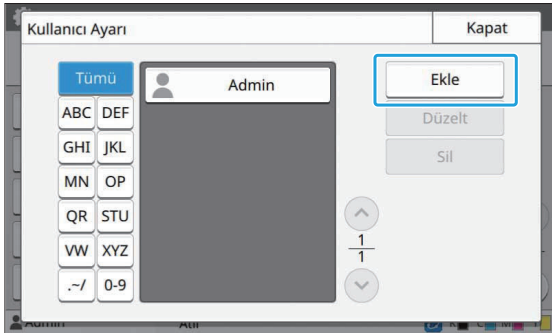 Kullanıcı Ayarı
Kapat
Tümü
Admin
Ekle
ABC DEF
Düzelt
GHI JKL
Sil
MN OP
QR STU
VW XYZ
1
1
.~/ 0-9
Admin
Atıl